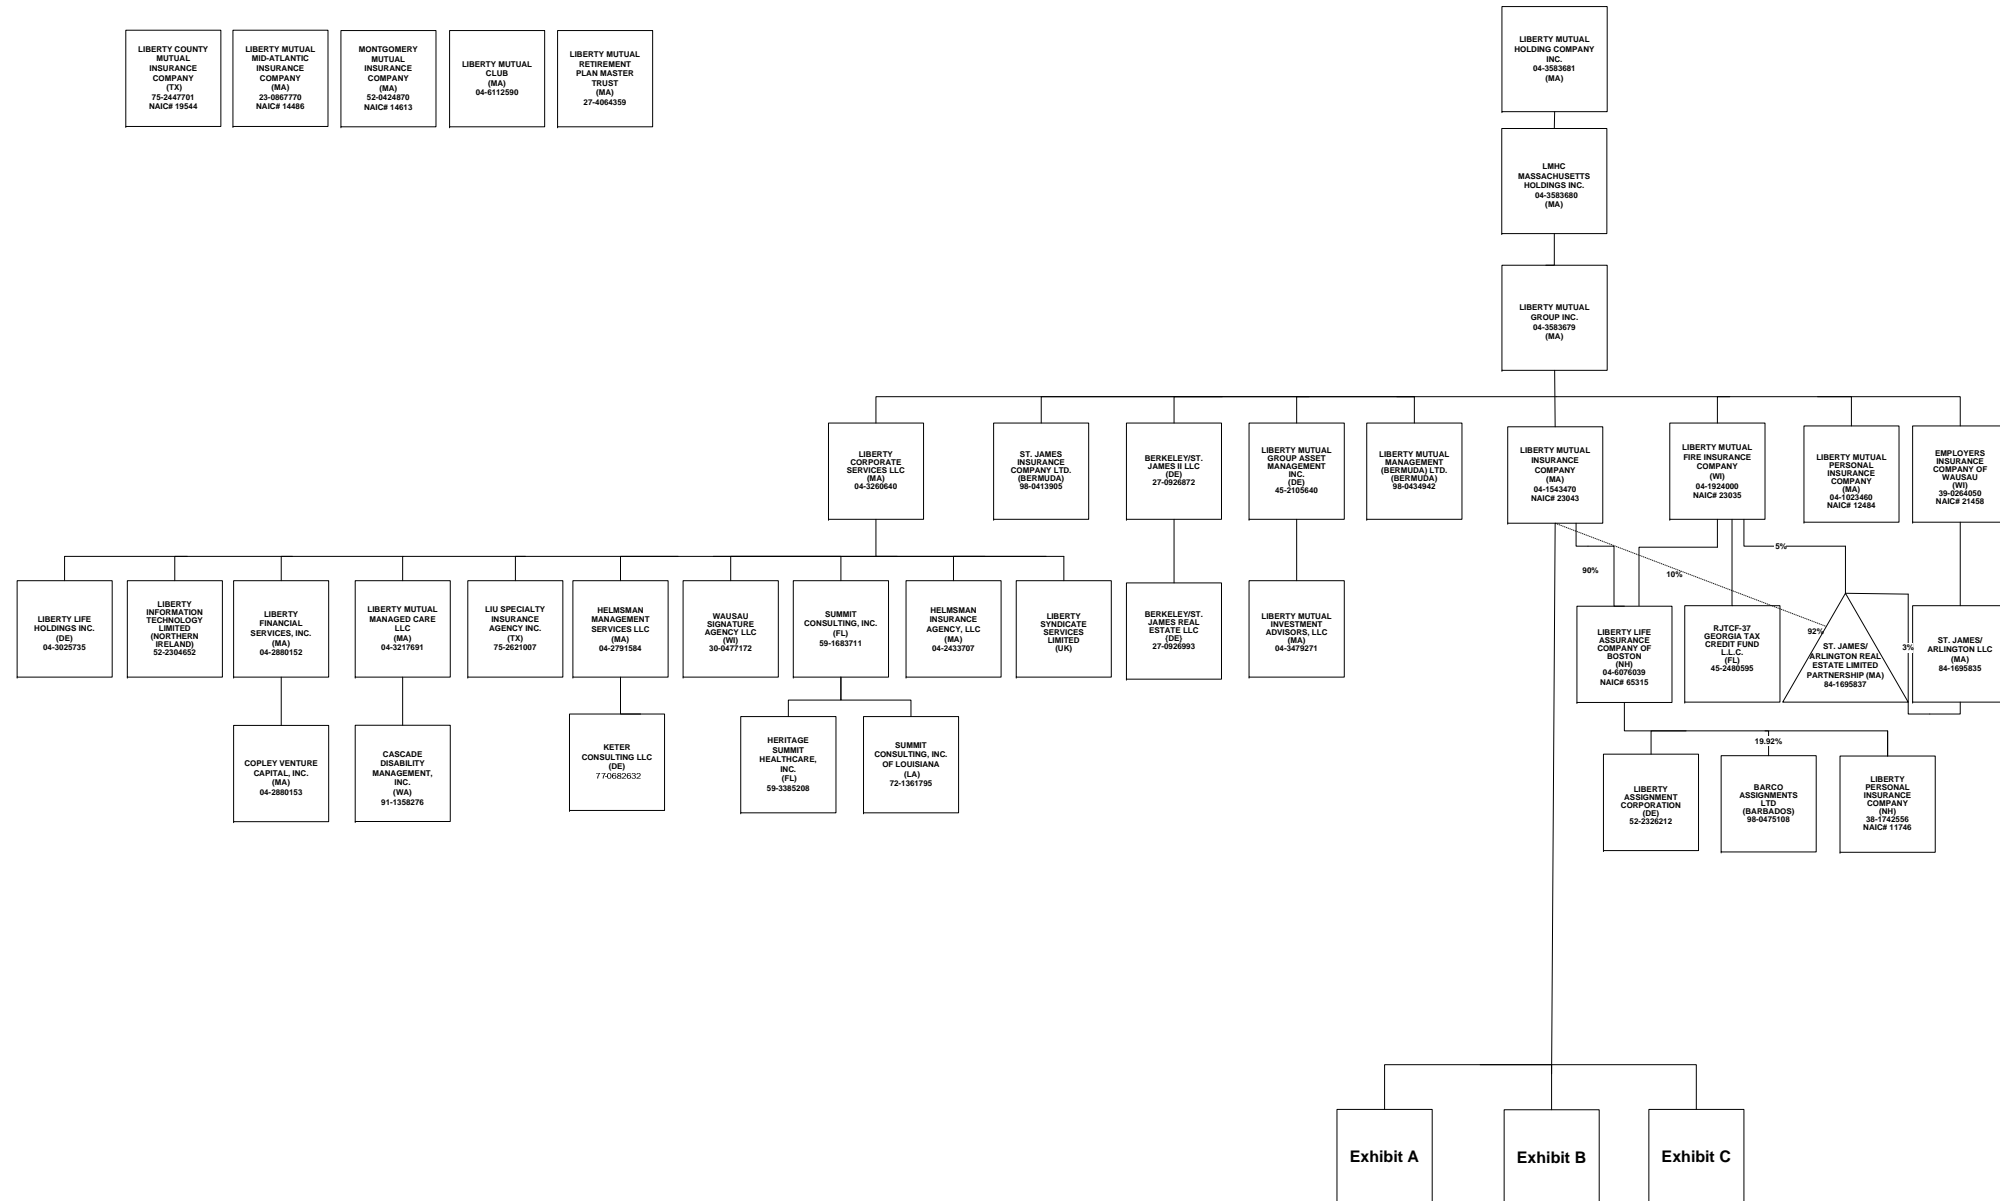 LIBERTY COUNTY
MUTUAL
INSURANCE
COMPANY
(TX)
75-2447701
NAIC# 19544
LIBERTY MUTUAL
MID-ATLANTIC
INSURANCE
COMPANY
(MA)
23-0867770
NAIC# 14486
MONTGOMERY
MUTUAL
INSURANCE
COMPANY
(MA)
52-0424870
NAIC# 14613
LIBERTY MUTUAL
CLUB
(MA)
04-6112590
LIBERTY MUTUAL
RETIREMENT
PLAN MASTER
TRUST
(MA)
27-4064359
LIBERTY MUTUAL
HOLDING COMPANY
INC.
04-3583681
(MA)
LMHC
MASSACHUSETTS
HOLDINGS INC.
04-3583680
(MA)
LIBERTY MUTUAL
GROUP INC.
04-3583679
(MA)
LIBERTY
CORPORATE
SERVICES LLC
(MA)
04-3260640
ST. JAMES
INSURANCE
COMPANY LTD.
(BERMUDA)
98-0413905
BERKELEY/ST.
JAMES II LLC
(DE)
27-0926872
LIBERTY MUTUAL
GROUP ASSET
MANAGEMENT
INC.
(DE)
45-2105640
LIBERTY MUTUAL
MANAGEMENT
(BERMUDA) LTD.
(BERMUDA)
98-0434942
LIBERTY MUTUAL
INSURANCE
COMPANY
(MA)
04-1543470
NAIC# 23043
LIBERTY MUTUAL
FIRE INSURANCE
COMPANY
(WI)
04-1924000
NAIC# 23035
LIBERTY MUTUAL
PERSONAL
INSURANCE
COMPANY
(MA)
04-1023460
NAIC# 12484
EMPLOYERS
INSURANCE
COMPANY OF
WAUSAU
(WI)
39-0264050
NAIC# 21458
5%
90%
10%
LIBERTY LIFE
HOLDINGS INC.
(DE)
04-3025735
LIBERTY
INFORMATION
TECHNOLOGY
LIMITED
(NORTHERN
IRELAND)
52-2304652
LIBERTY
FINANCIAL
SERVICES, INC.
(MA)
04-2880152
LIBERTY MUTUAL
MANAGED CARE
LLC
(MA)
04-3217691
LIU SPECIALTY
INSURANCE
AGENCY INC.
(TX)
75-2621007
HELMSMAN
MANAGEMENT
SERVICES LLC
(MA)
04-2791584
WAUSAU
SIGNATURE
AGENCY LLC
(WI)
30-0477172
SUMMIT
CONSULTING, INC.
(FL)
59-1683711
HELMSMAN
INSURANCE
AGENCY, LLC
(MA)
04-2433707
LIBERTY
SYNDICATE
SERVICES
LIMITED
(UK)
BERKELEY/ST.
JAMES REAL
ESTATE LLC
(DE)
27-0926993
LIBERTY MUTUAL
INVESTMENT
ADVISORS, LLC
(MA)
04-3479271
LIBERTY LIFE
ASSURANCE
COMPANY OF
BOSTON
(NH)
04-6076039
NAIC# 65315
RJTCF-37
GEORGIA TAX
CREDIT FUND
L.L.C.
(FL)
45-2480595
92%
ST. JAMES/
ARLINGTON REAL
ESTATE LIMITED
PARTNERSHIP (MA)
84-1695837
3%
ST. JAMES/
ARLINGTON LLC
(MA)
84-1695835
COPLEY VENTURE
CAPITAL, INC.
(MA)
04-2880153
CASCADE
DISABILITY
MANAGEMENT,
INC.
(WA)
91-1358276
KETER
CONSULTING LLC
(DE)
77-0682632
HERITAGE
SUMMIT
HEALTHCARE,
INC.
(FL)
59-3385208
SUMMIT
CONSULTING, INC.
OF LOUISIANA
(LA)
72-1361795
19.92%
LIBERTY
ASSIGNMENT
CORPORATION
(DE)
52-2326212
BARCO
ASSIGNMENTS
LTD
(BARBADOS)
98-0475108
LIBERTY
PERSONAL
INSURANCE
COMPANY
(NH)
38-1742556
NAIC# 11746
Exhibit A
Exhibit B
Exhibit C